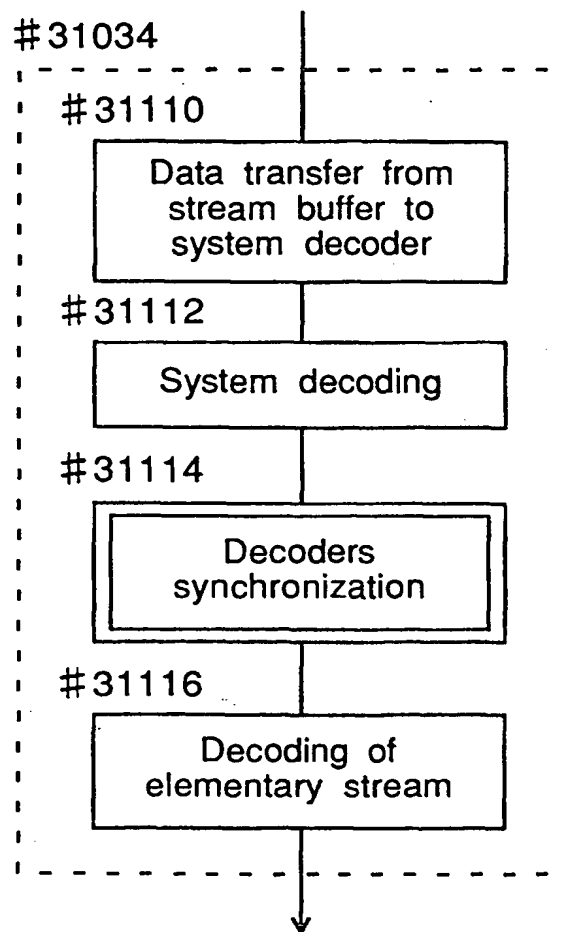 #31034
#31110
Data transfer from
stream buffer to
system decoder
#31112
System decoding
#31114
Decoders
synchronization
#31116
Decoding of
elementary stream